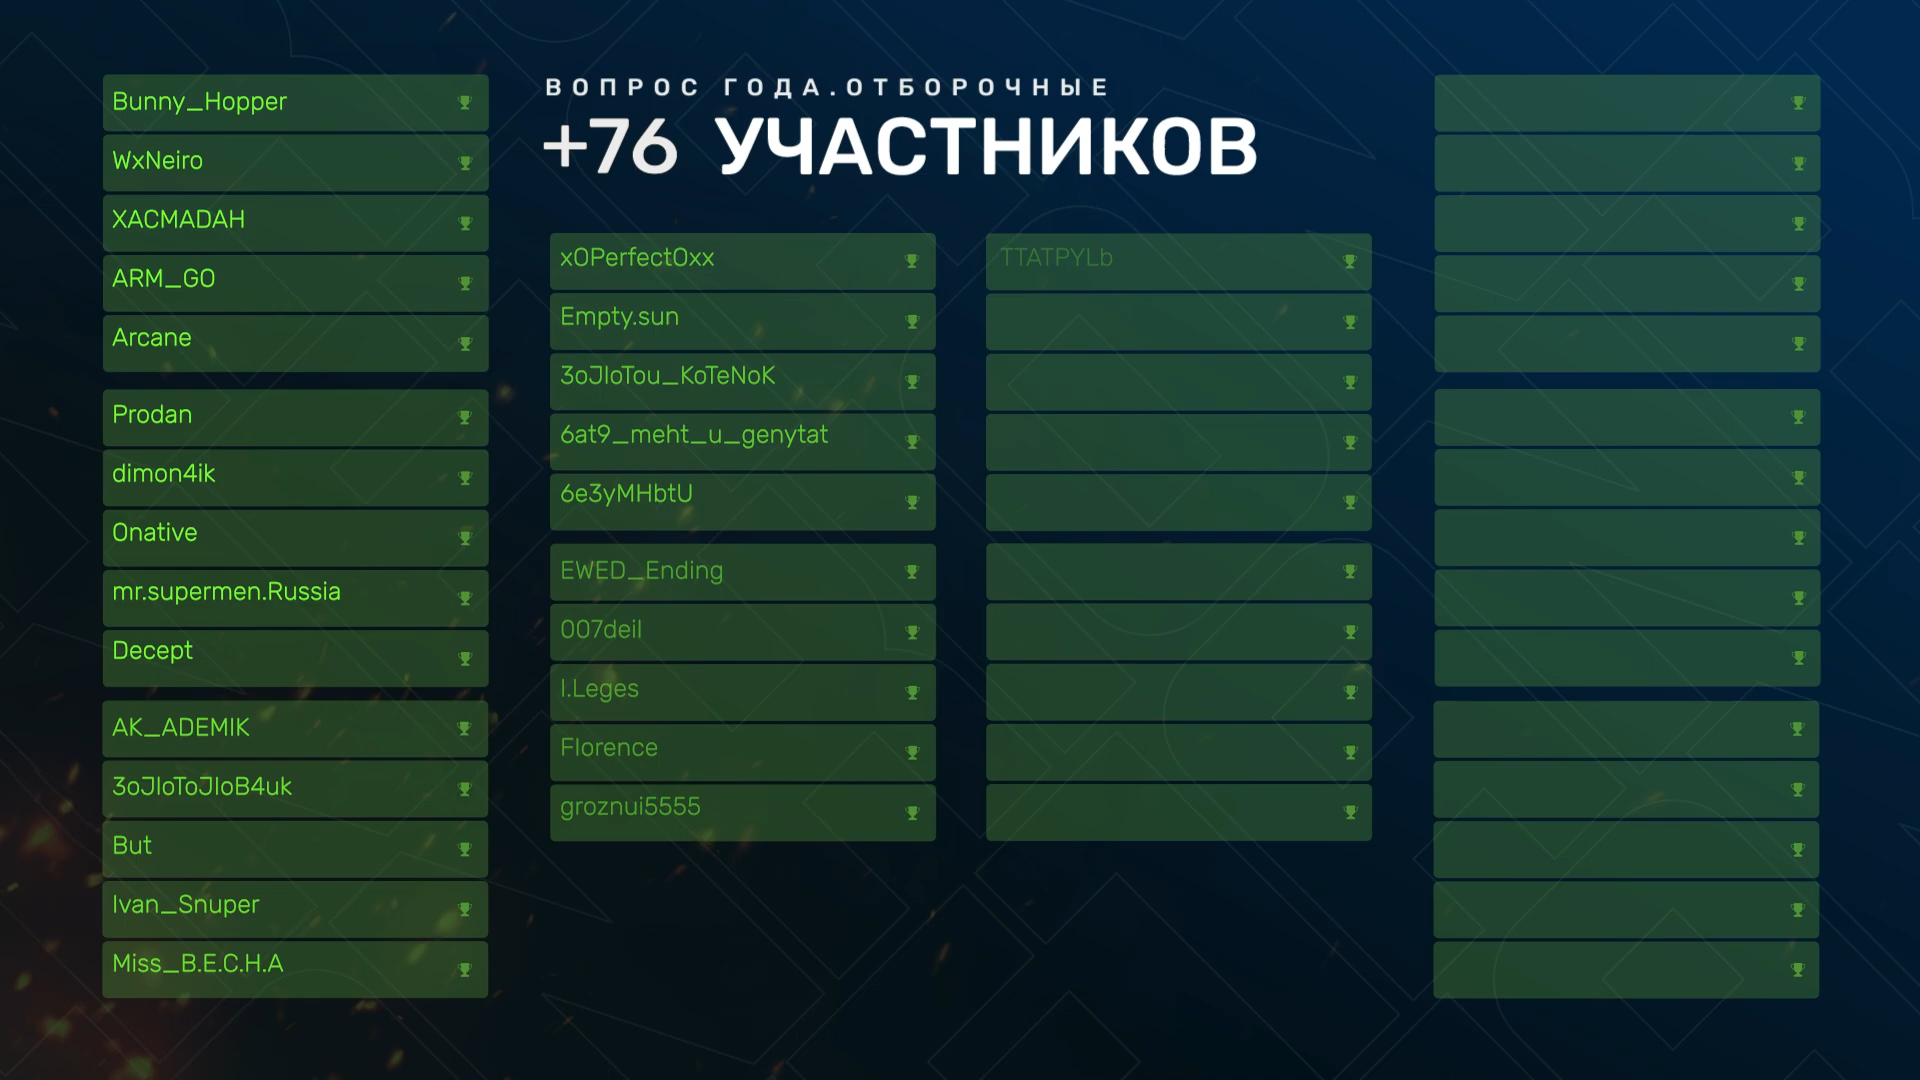 ВОПРОС ГОДА.ОТБОРОЧНЫЕ
+76 УЧАСТНИКОВ
Bunny_Hopper
WxNeiro
XACMADAH
ARM_GO
Arcane
Prodan
dimon4ik
Onative
mr.supermen.Russia
Decept
AK_ADEMIK
3oJloToJloB4uk
But
Ivan_Snuper
Miss_B.E.C.H.A
xOPerfectOxx
Empty.sun
3oJloTou_KoTeNoK
6at9_meht_u_genytat
6e3yMHbtU
EWED_Ending
007deil
I.Leges
Florence
groznui5555
TTATPYLb